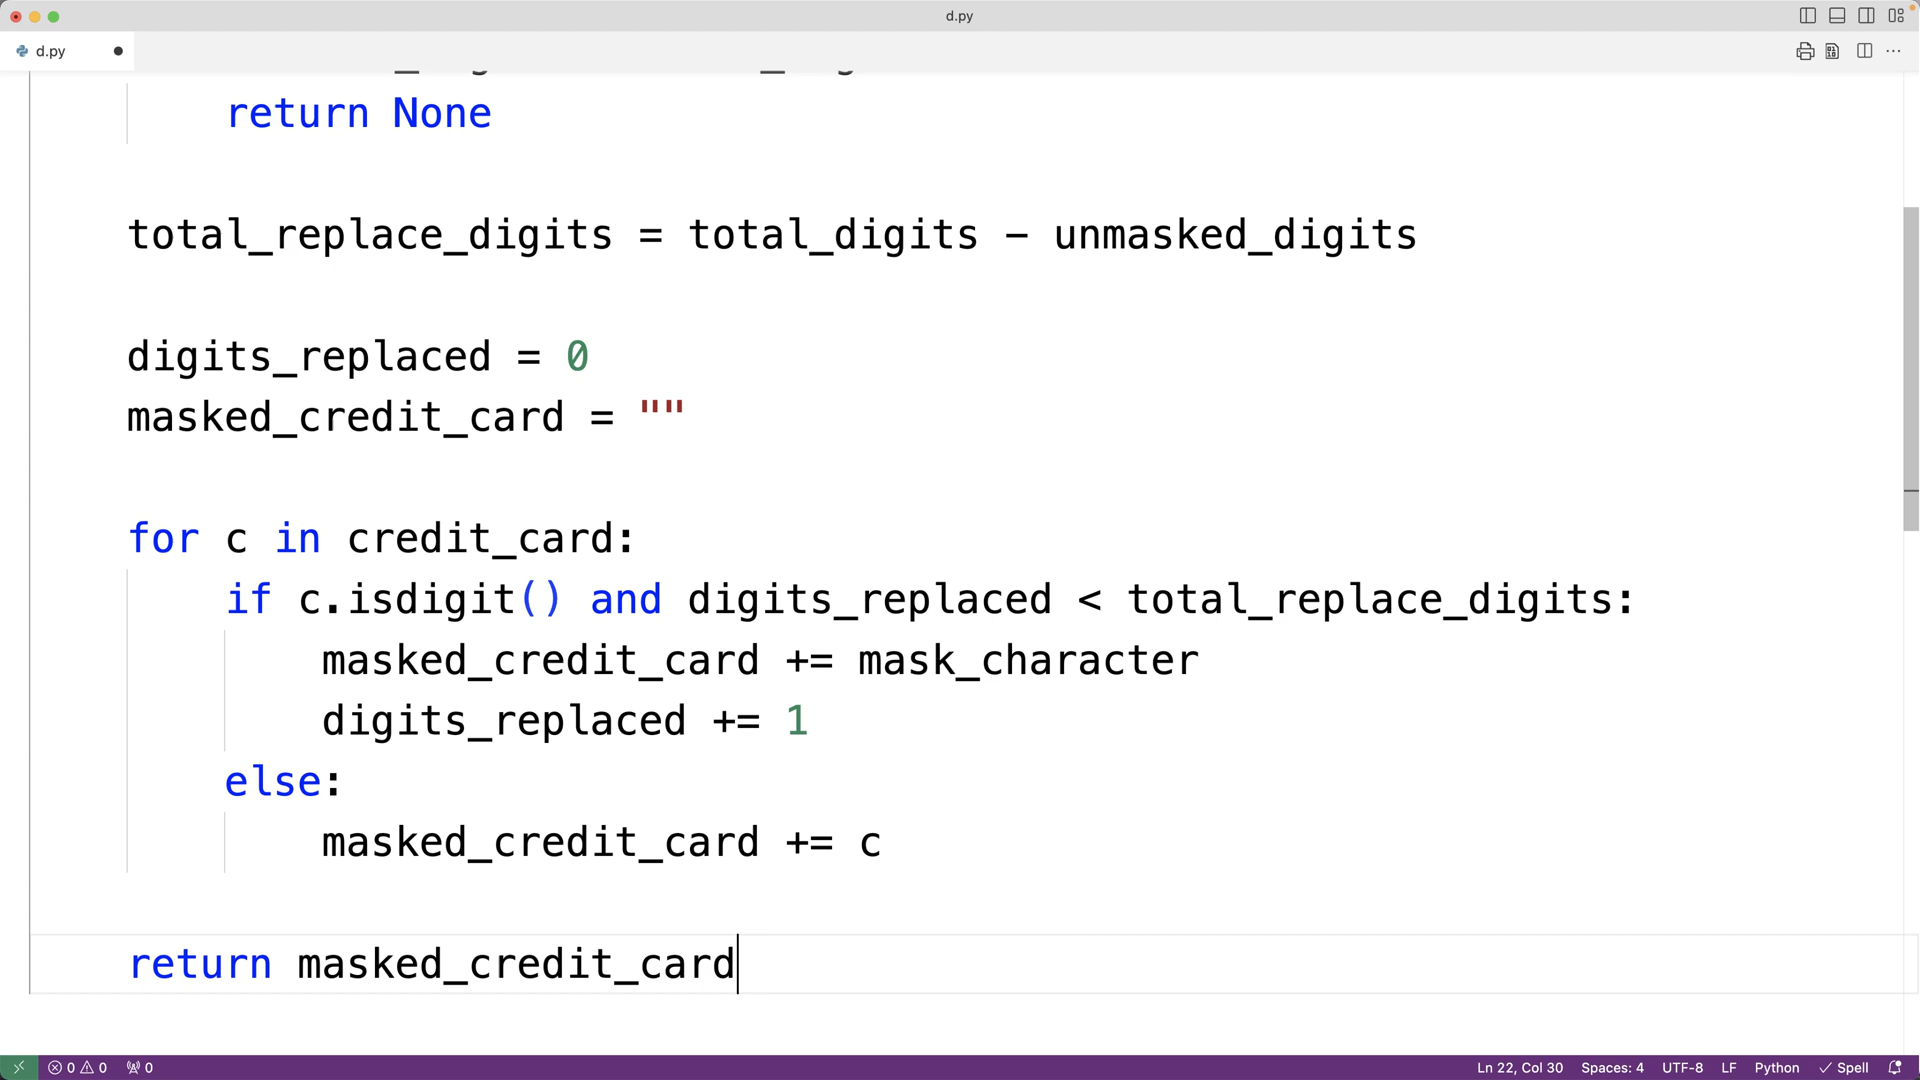 d.py
d.py
return None
total_replace_digits = total_digits - unmasked_digits
digits_replaced = 0
masked_credit_card = ""
for c in credit_card:
if c.isdigit() and digits_replaced < total_replace_digits:
masked_credit_card += mask_character
digits_replaced += 1
else:
masked_credit_card += c
return masked_credit_card
0 0 0 Ln 22, Col 30 Spaces: 4 UTF-8 LF Python Spell